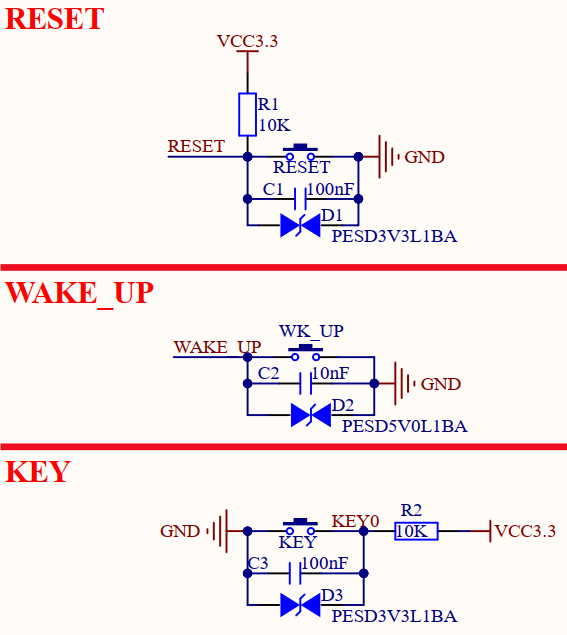 RESET
VCC3.3
R1
10K
RESET
GND
RESET
C1 100nF
D1
PESD3V3L1BA
WAKE_UP
WK_UP
WAKE_UP
C2 10nF
GND
D2
PESD5V0L1BA
KEY
R2
KEY0
GND 10K VCC3.3
KEY
C3 100nF
D3
PESD3V3L1BA